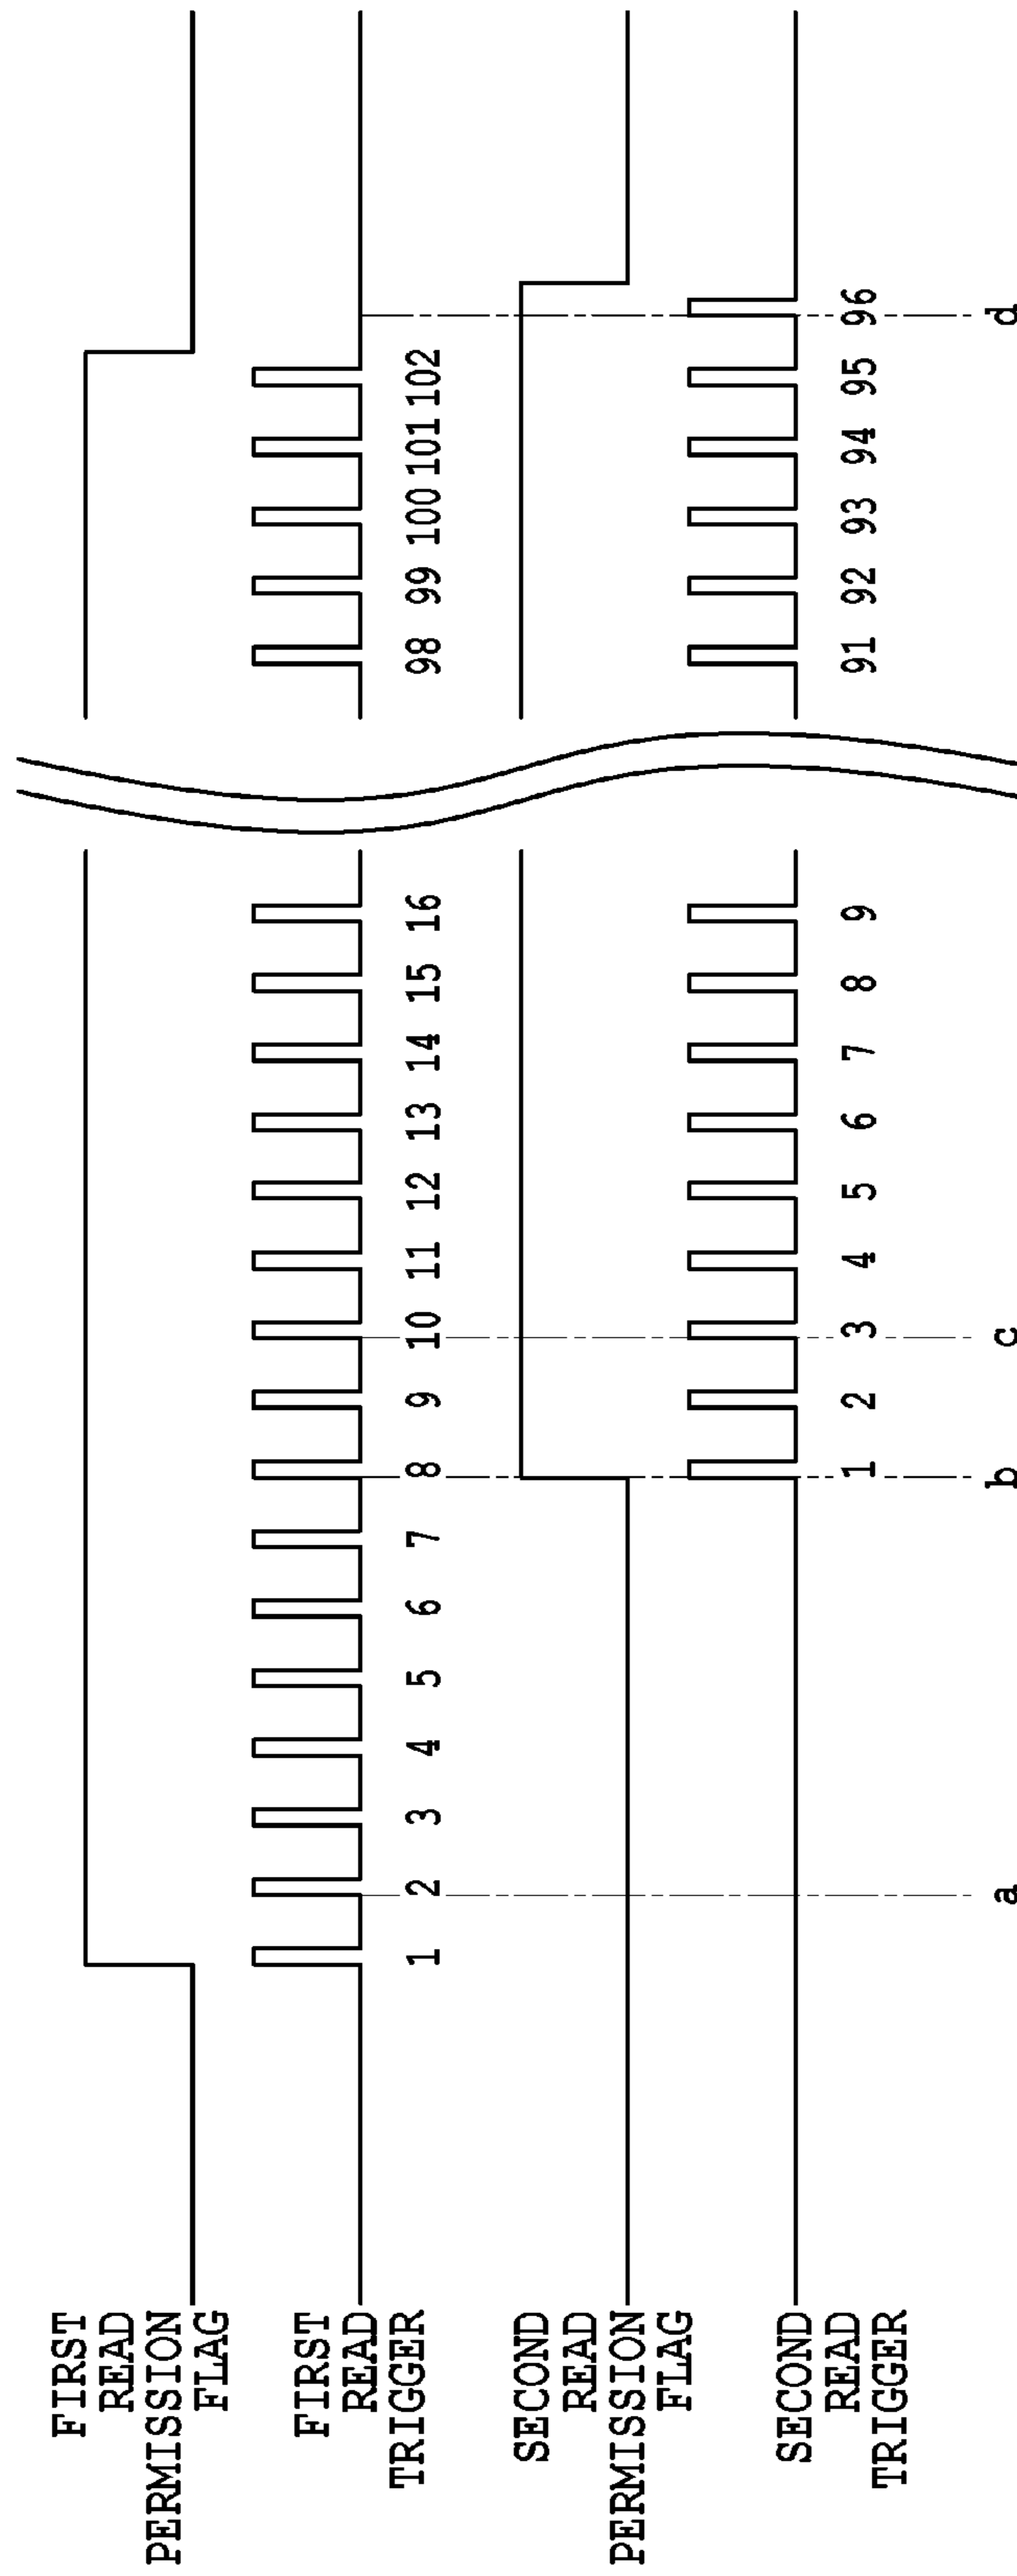 FIRST
READ
PERMISSION
FLAG
FIRST
READ
TRIGGER
1 2 3 4 5 6 7 8 9 10 11 12 13 14 15 16 98 99 100 101 102
SECOND
READ
PERMISSION
FLAG
SECOND
READ
TRIGGER
1 2 3 4 5 6 7 8 9 91 92 93 94 95 96
a b c d